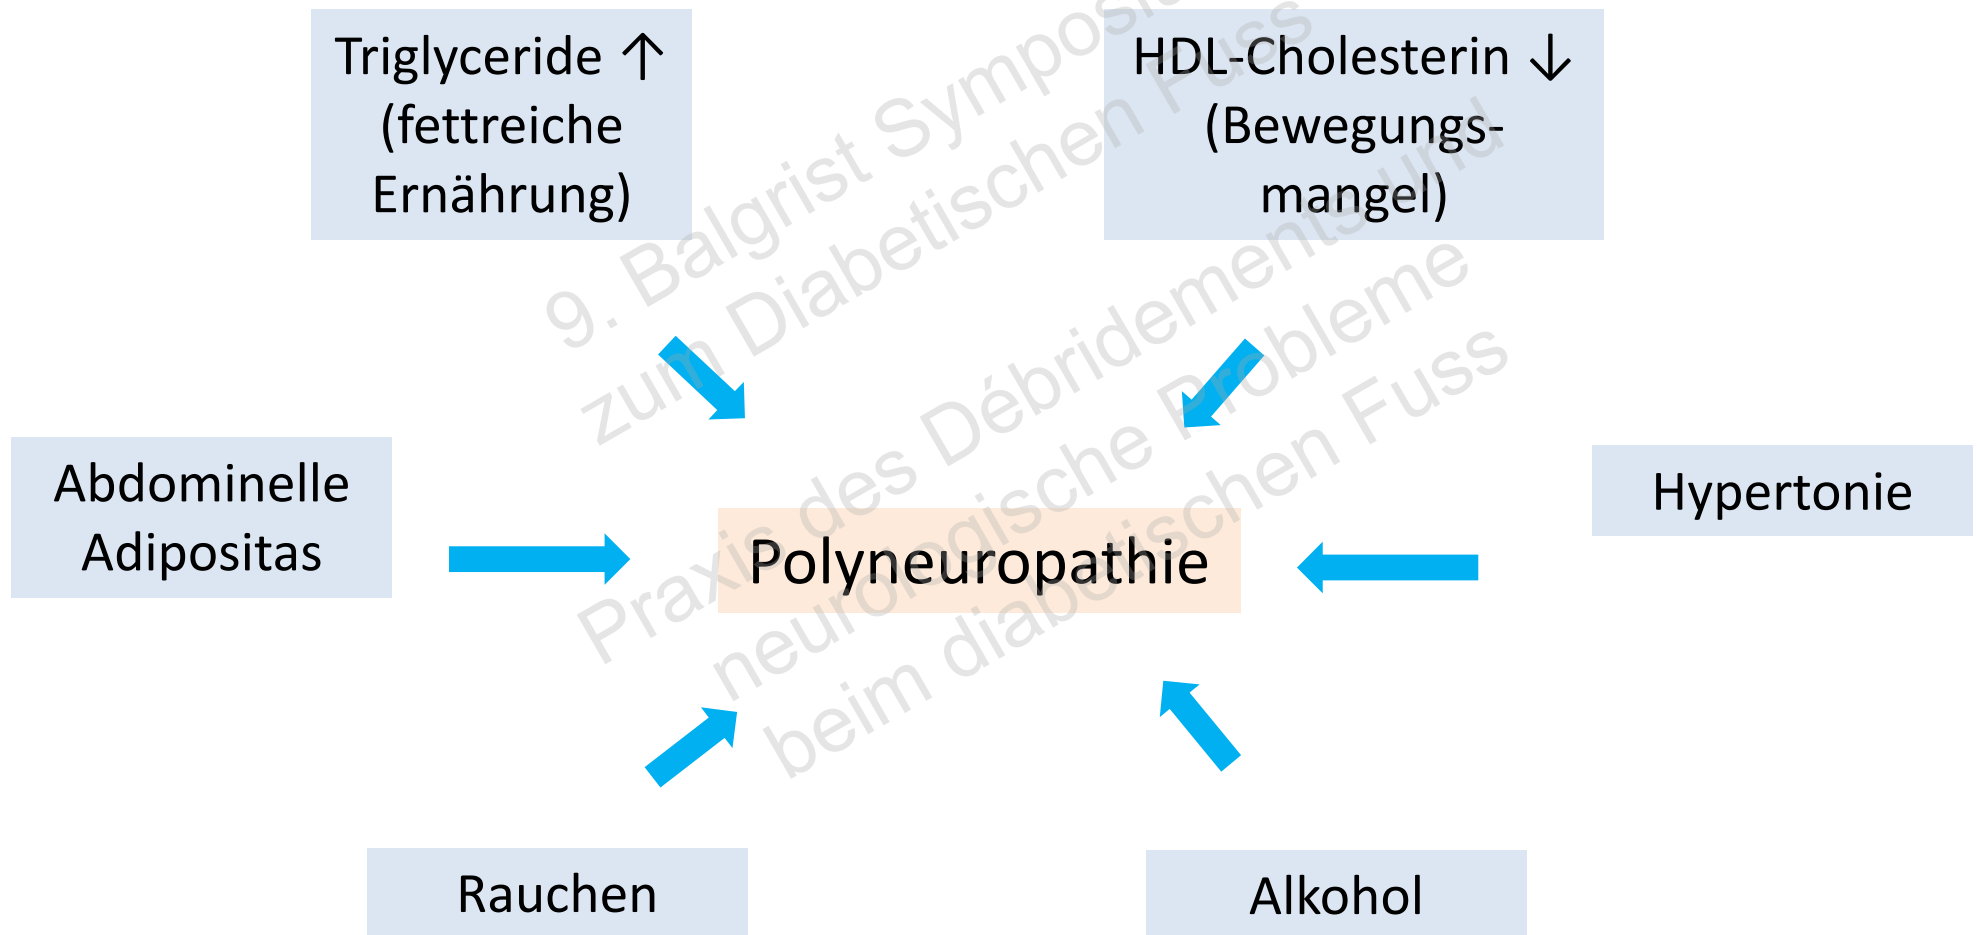 Triglyceride ↑
(fettreiche
Ernährung)
HDL-Cholesterin ↓
(Bewegungs-
mangel)
Abdominelle
Adipositas
Polyneuropathie
Hypertonie
Rauchen
Alkohol
9. Balgrist Symposi
zum Diabetischen Fuss
Praxis des Débridements und
neurologische Probleme
beim diabetischen Fuss